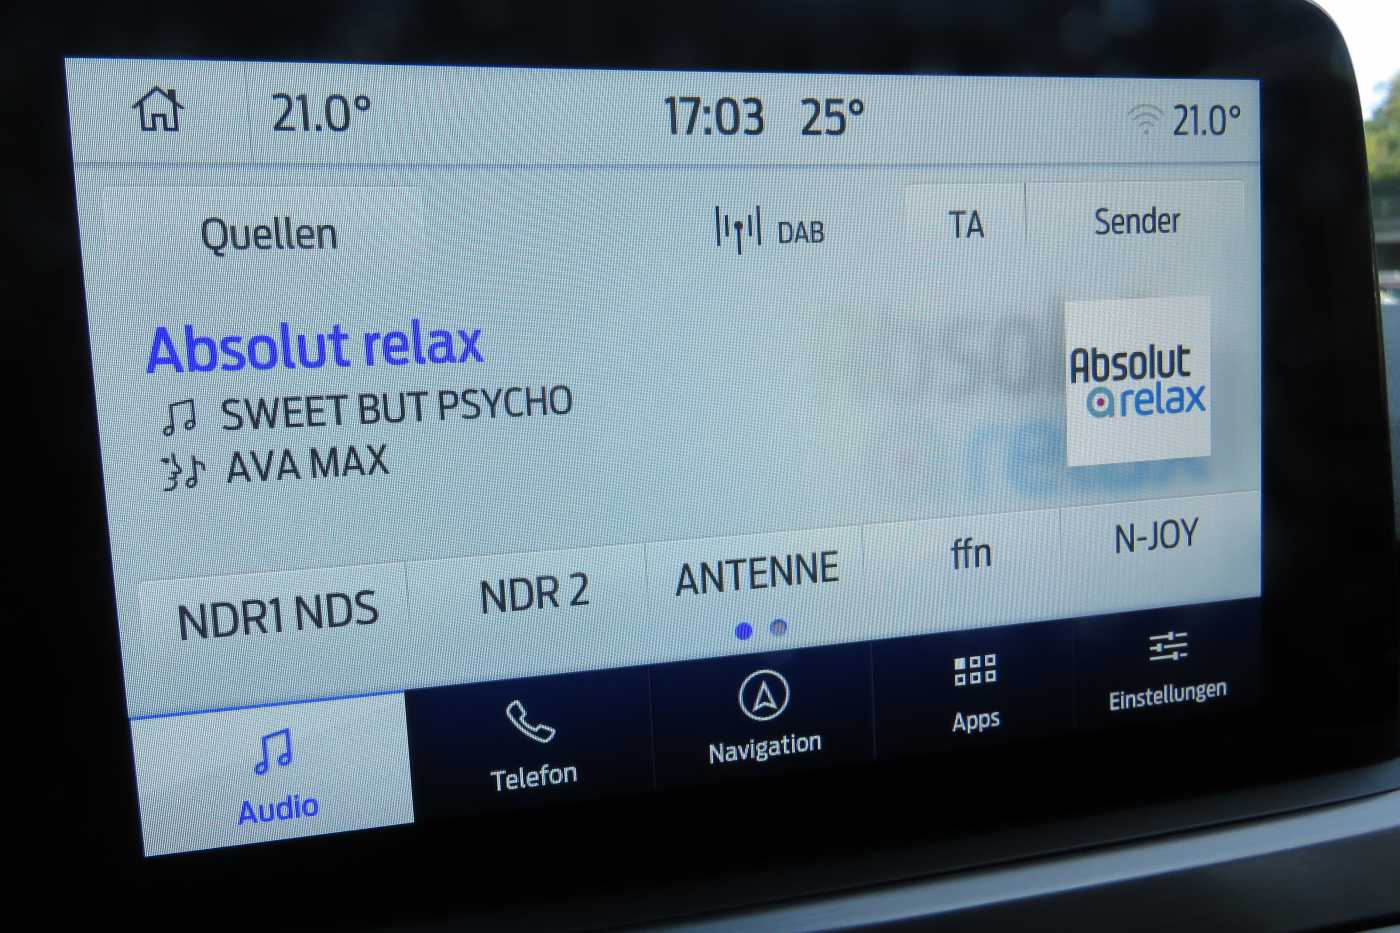 21.0° 17:03 25° 21.0°
Quellen DAB TA Sender
Absolut relax
SWEET BUT PSYCHO
AVA MAX
Absolut
relax
NDR1 NDS NDR 2 ANTENNE ffn N-JOY
Audio Telefon Navigation Apps Einstellungen